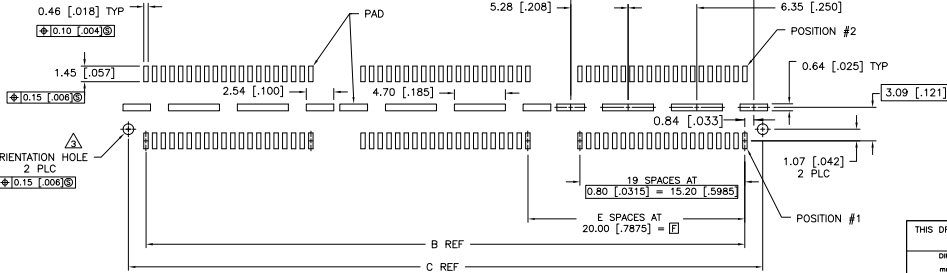 0.46 [.018] TYP
⌖ 0.10 [.004] Ⓢ
PAD
5.28 [.208]
6.35 [.250]
POSITION #2
1.45 [.057]
⌖ 0.15 [.006] Ⓢ
2.54 [.100]
4.70 [.185]
0.64 [.025] TYP
3.09 [.121]
0.84 [.033]
3
RIENTATION HOLE
2 PLC
⌖ 0.15 [.006] Ⓢ
1.07 [.042]
2 PLC
19 SPACES AT
0.80 [.0315] = 15.20 [.5985]
E SPACES AT
20.00 [.7875] = F
POSITION #1
B REF
C REF
THIS DR